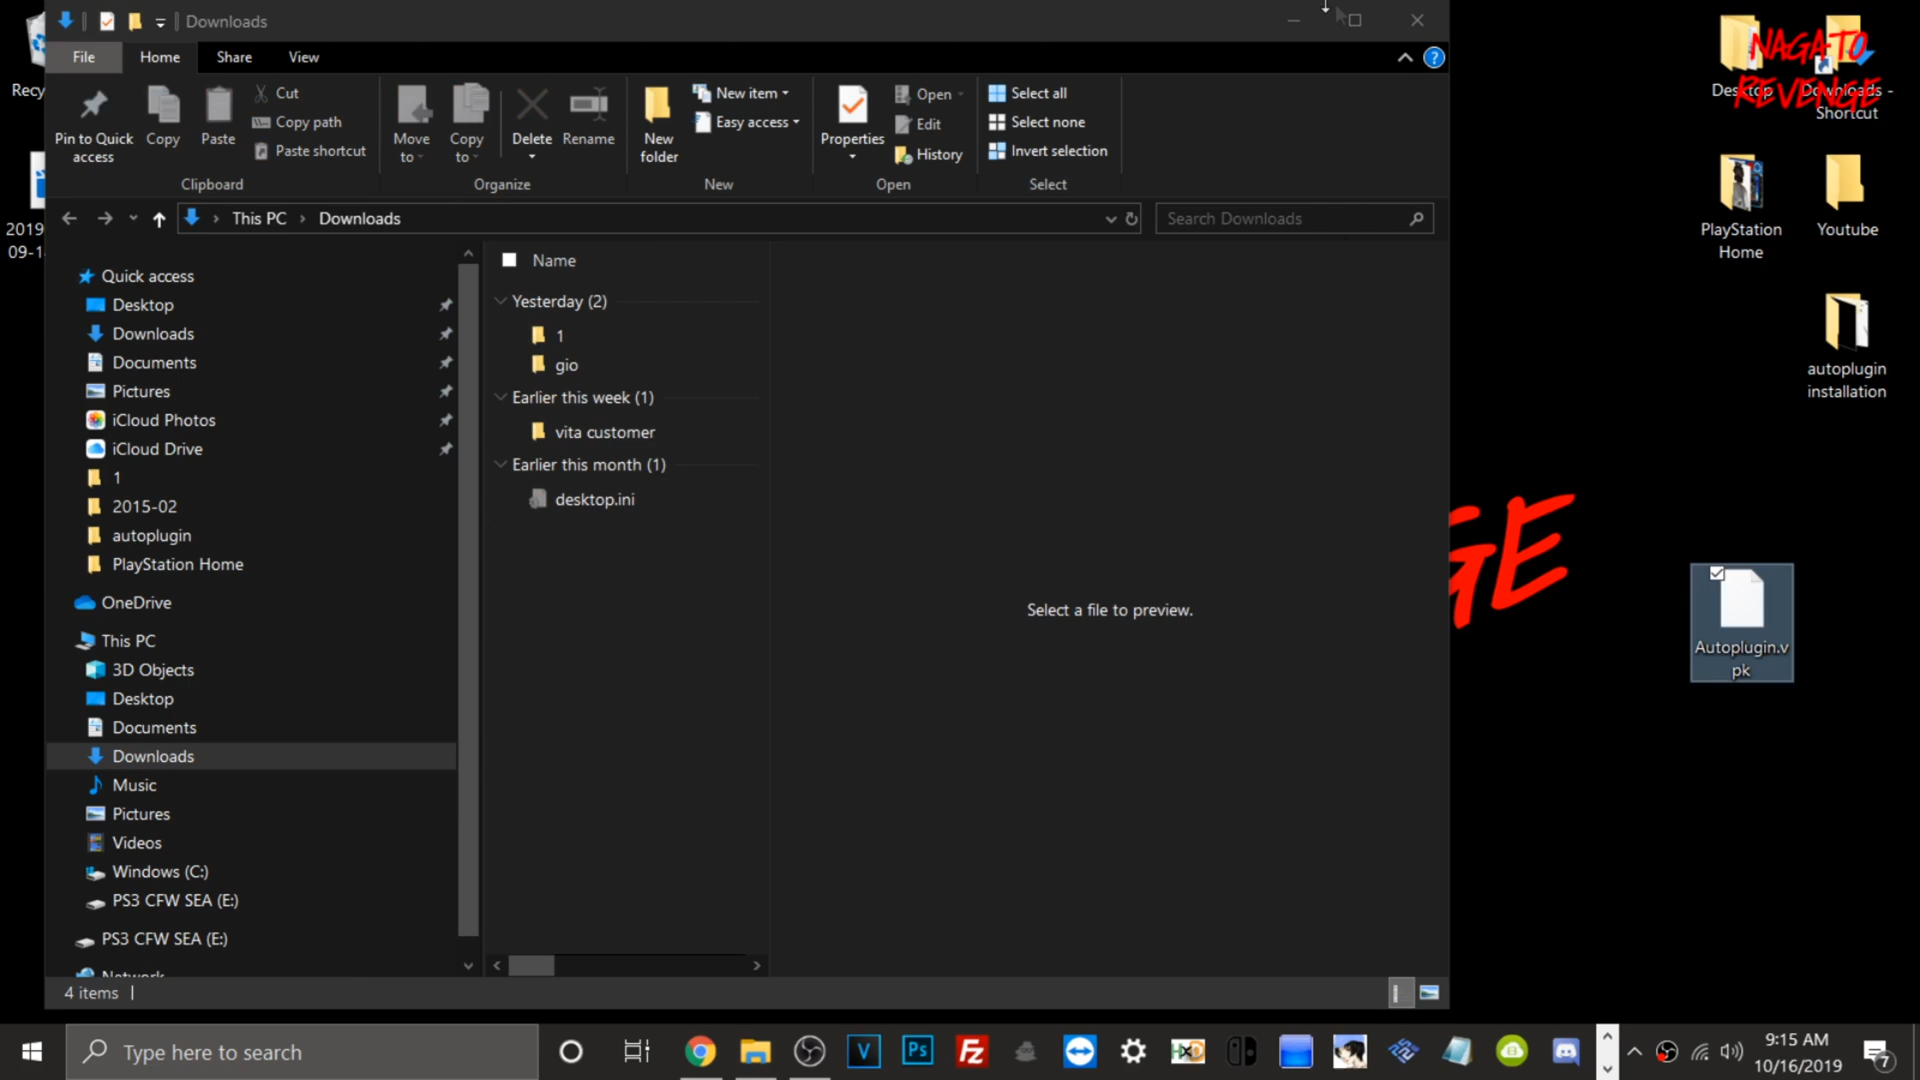 Downloads
File
Home
Share
View
?
Pin to Quick
access
Copy
Paste
Cut
Copy path
Paste shortcut
Clipboard
Move
to
Copy
to
Delete
Rename
Organize
New
folder
New item
Easy access
New
Properties
Open
Edit
History
Open
Select all
Select none
Invert selection
Select
This PC
Downloads
Search Downloads
Quick access
Desktop
Downloads
Documents
Pictures
iCloud Photos
iCloud Drive
1
2015-02
autoplugin
PlayStation Home
OneDrive
This PC
3D Objects
Desktop
Documents
Downloads
Music
Pictures
Videos
Windows (C:)
PS3 CFW SEA (E:)
PS3 CFW SEA (E:)
Network
Name
Yesterday (2)
1
gio
Earlier this week (1)
vita customer
Earlier this month (1)
desktop.ini
Select a file to preview.
4 items
Recy
2019
09-1
NAGATO
REVENGE
Desktop
Downloads -
Shortcut
PlayStation
Home
Youtube
autoplugin
installation
GE
Autoplugin.v
pk
Type here to search
V
Ps
Fz
HxD
9:15 AM
10/16/2019
7